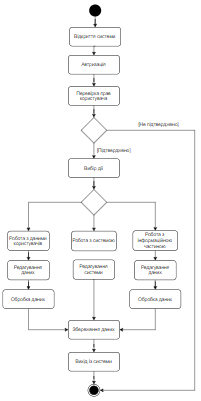 Відкриття системи
Авторизація
Перевірка прав
користувача
[Не підтверджено]
[Підтверджено]
Вибір дії
Робота з даними
користувачів
Робота з системою
Робота з
інформаційною
частиною
Редагування
даних
Редагування
системи
Редагування
даних
Обробка даних
Обробка даних
Збереження даних
Вихід із системи